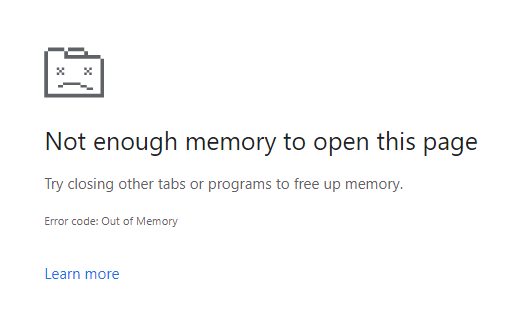 Not enough memory to open this page
Try closing other tabs or programs to free up memory.
Error code: Out of Memory
Learn more